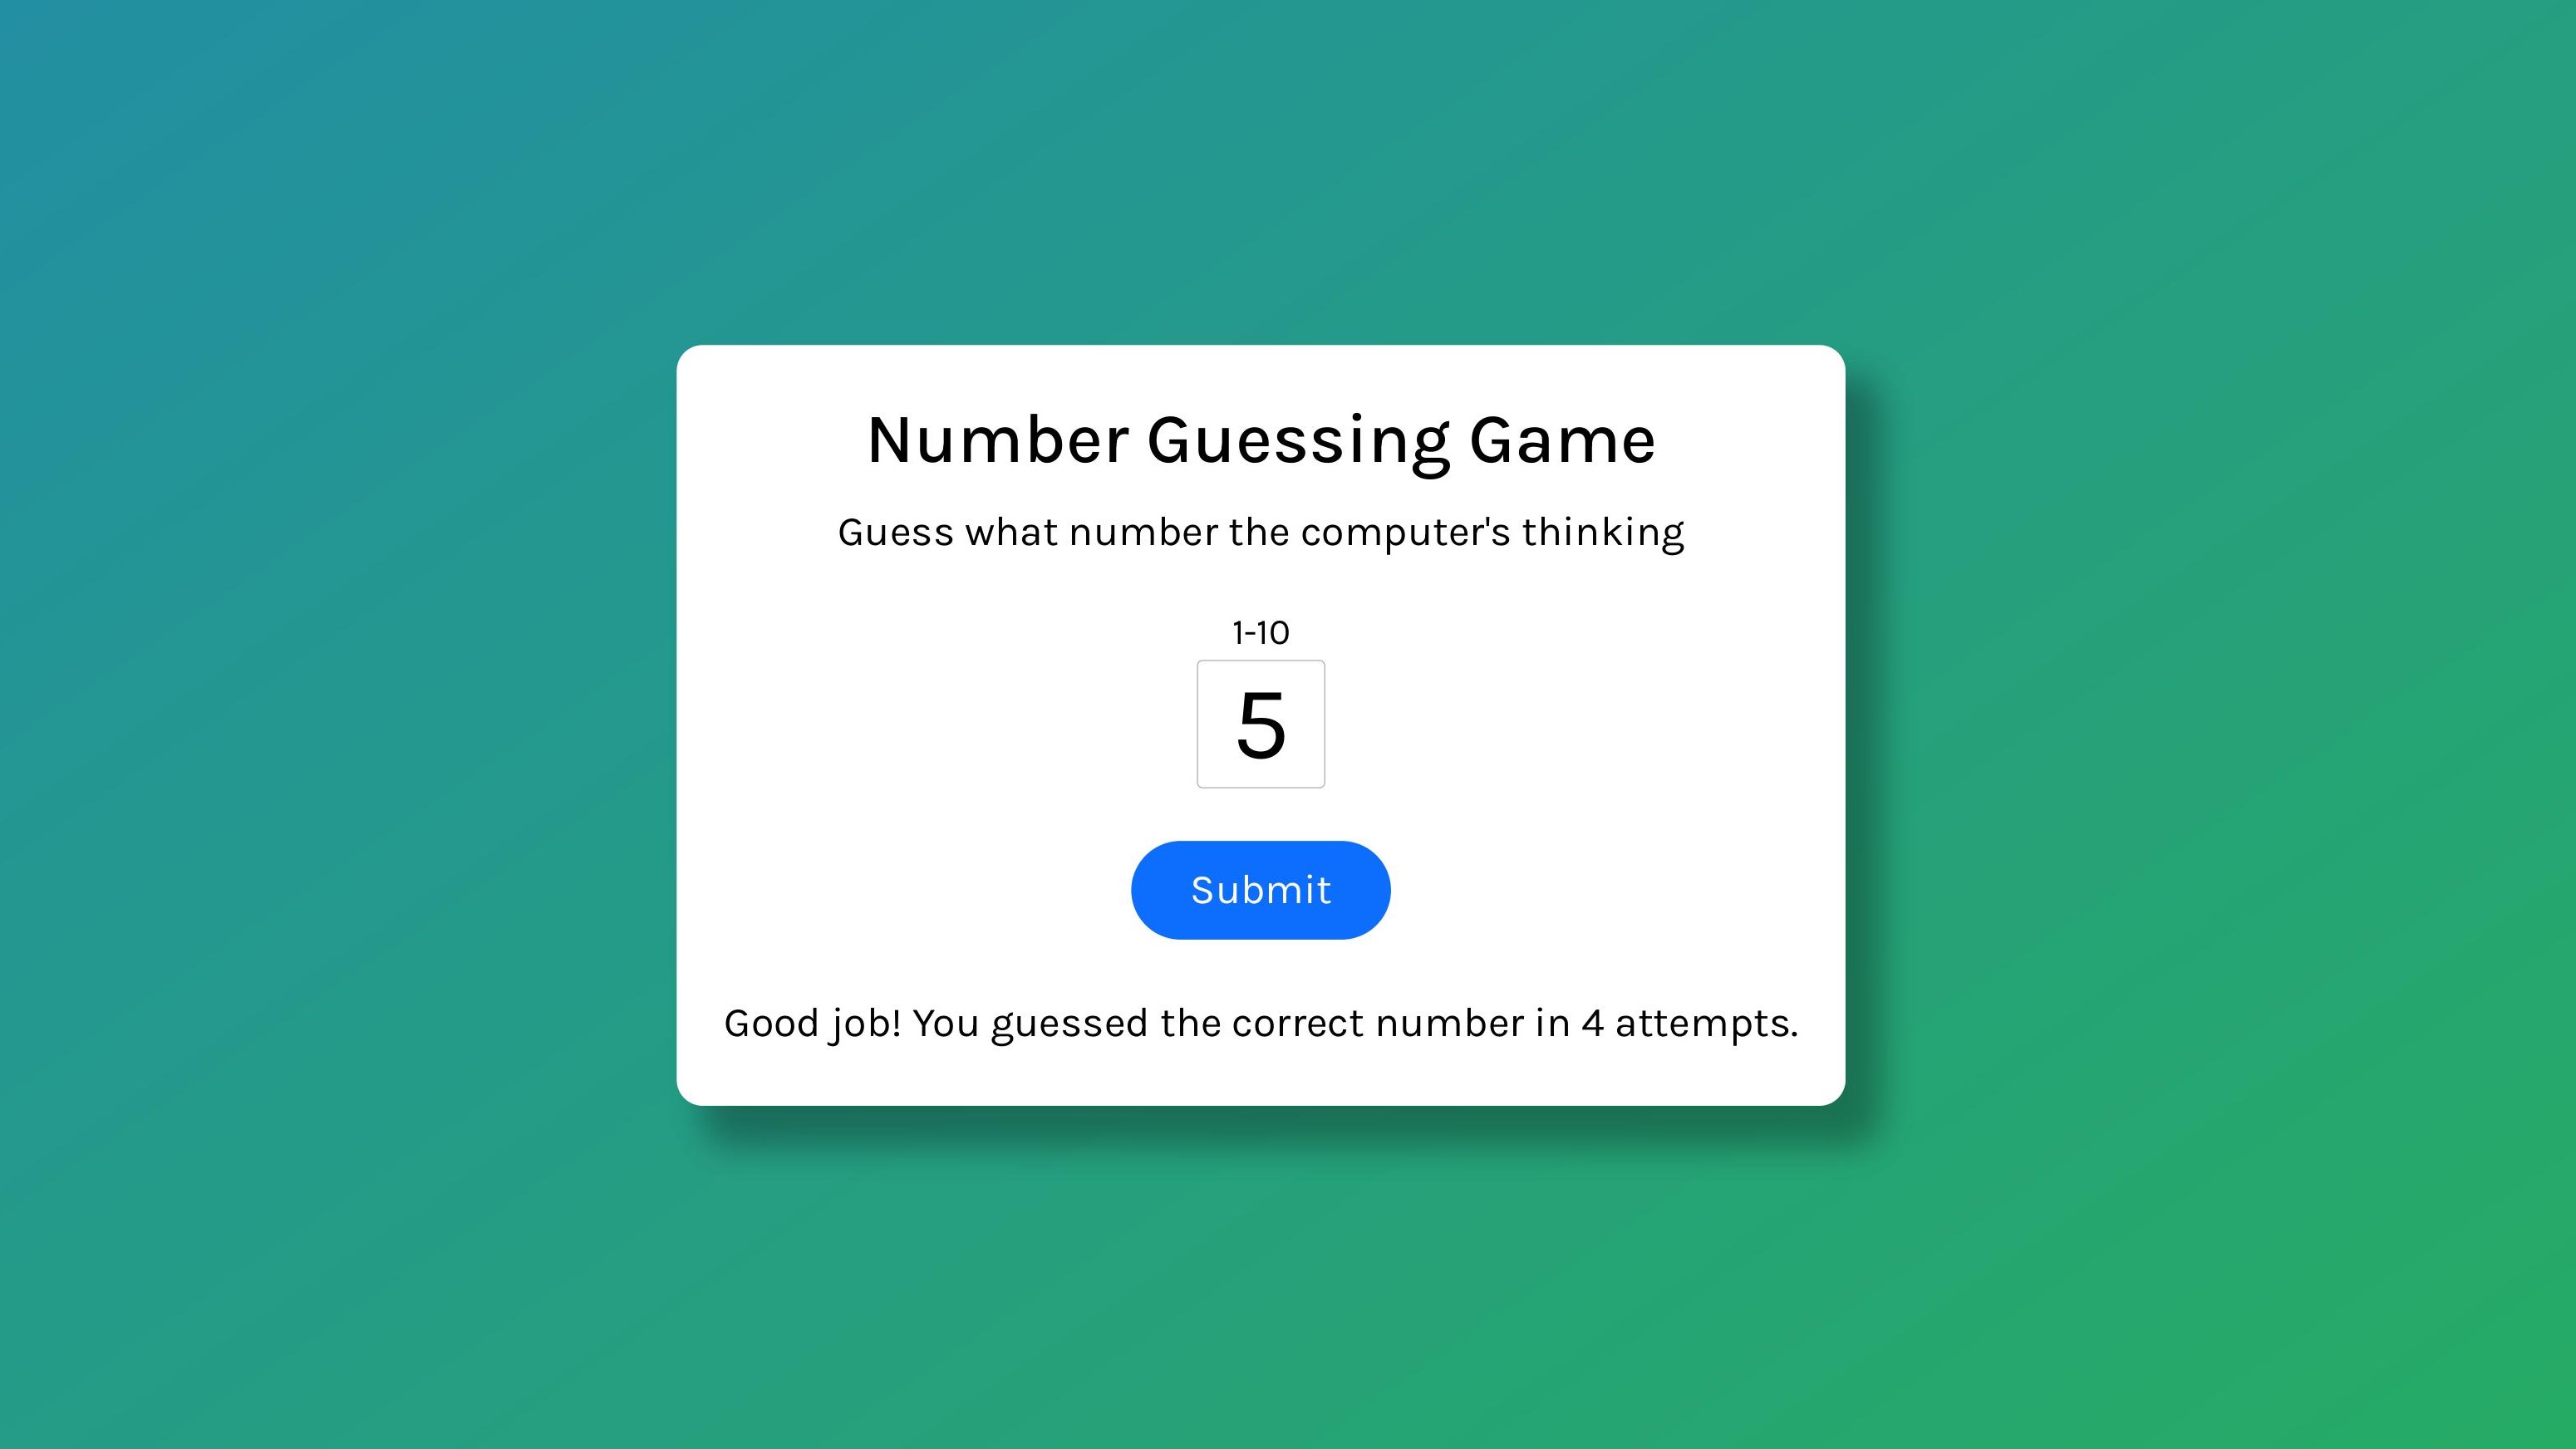 Number Guessing Game
Guess what number the computer's thinking
1-10
5
Submit
Good job! You guessed the correct number in 4 attempts.